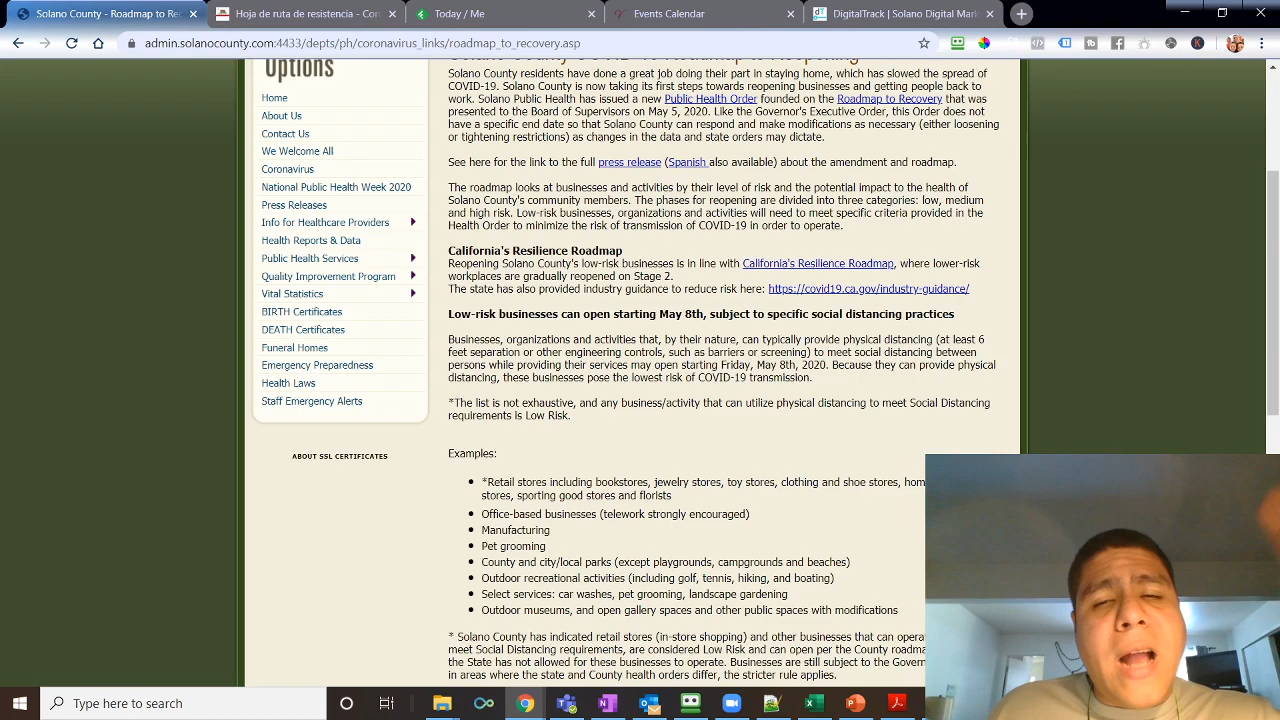 Solano County - Roadmap to Rec
Hoja de ruta de resistencia - Cor
Today / Me
Events Calendar
DigitalTrack | Solano Digital Mark
admin.solanocounty.com:4433/depts/ph/coronavirus_links/roadmap_to_recovery.asp
Options
Home
About Us
Contact Us
We Welcome All
Coronavirus
National Public Health Week 2020
Press Releases
Info for Healthcare Providers
Health Reports & Data
Public Health Services
Quality Improvement Program
Vital Statistics
BIRTH Certificates
DEATH Certificates
Funeral Homes
Emergency Preparedness
Health Laws
Staff Emergency Alerts
ABOUT SSL CERTIFICATES
Solano County COVID-19 Roadmap to Reopening
Solano County residents have done a great job doing their part in staying home, which has slowed the spread of
COVID-19. Solano County is now taking its first steps towards reopening businesses and getting people back to
work. Solano Public Health has issued a new Public Health Order founded on the Roadmap to Recovery that was
presented to the Board of Supervisors on May 5, 2020. Like the Governor's Executive Order, this Order does not
have a specific end date so that Solano County can respond and make modifications as necessary (either loosening
or tightening restrictions) as changes in the data and state orders may dictate.
See here for the link to the full press release (Spanish also available) about the amendment and roadmap.
The roadmap looks at businesses and activities by their level of risk and the potential impact to the health of
Solano County's community members. The phases for reopening are divided into three categories: low, medium
and high risk. Low-risk businesses, organizations and activities will need to meet specific criteria provided in the
Health Order to minimize the risk of transmission of COVID-19 in order to operate.
California's Resilience Roadmap
Reopening Solano County's low-risk businesses is in line with California's Resilience Roadmap, where lower-risk
workplaces are gradually reopened on Stage 2.
The state has also provided industry guidance to reduce risk here: https://covid19.ca.gov/industry-guidance/
Low-risk businesses can open starting May 8th, subject to specific social distancing practices
Businesses, organizations and activities that, by their nature, can typically provide physical distancing (at least 6
feet separation or other engineering controls, such as barriers or screening) to meet social distancing between
persons while providing their services may open starting Friday, May 8th, 2020. Because they can provide physical
distancing, these businesses pose the lowest risk of COVID-19 transmission.
*The list is not exhaustive, and any business/activity that can utilize physical distancing to meet Social Distancing
requirements is Low Risk.
Examples:
*Retail stores including bookstores, jewelry stores, toy stores, clothing and shoe stores, hom
stores, sporting good stores and florists
Office-based businesses (telework strongly encouraged)
Manufacturing
Pet grooming
County and city/local parks (except playgrounds, campgrounds and beaches)
Outdoor recreational activities (including golf, tennis, hiking, and boating)
Select services: car washes, pet grooming, landscape gardening
Outdoor museums, and open gallery spaces and other public spaces with modifications
* Solano County has indicated retail stores (in-store shopping) and other businesses that can operat
meet Social Distancing requirements, are considered Low Risk and can open per the County roadma
the State has not allowed for these businesses to operate. Businesses are still subject to the Govern
in areas where the state and County health orders differ, the stricter rule applies.
Type here to search